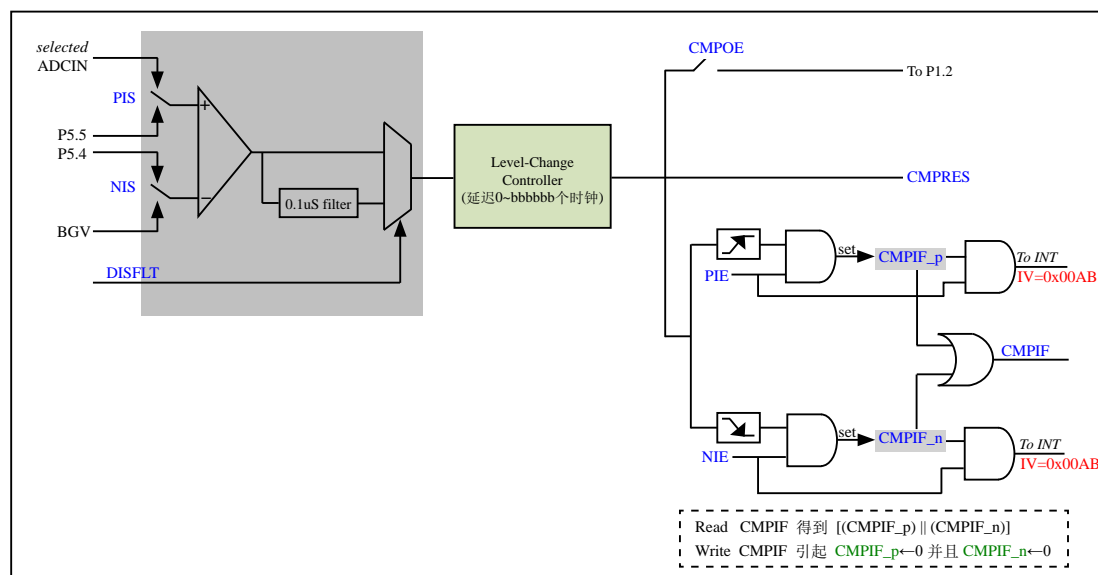 selected
ADCIN
PIS
P5.5
P5.4
NIS
BGV
DISFLT
+
−
0.1uS filter
Level-Change
Controller
(延迟0~bbbbbb个时钟)
CMPOE
To P1.2
CMPRES
PIE
set
CMPIF_p
To INT
IV=0x00AB
CMPIF
NIE
set
CMPIF_n
To INT
IV=0x00AB
Read CMPIF 得到 [(CMPIF_p) || (CMPIF_n)]
Write CMPIF 引起 CMPIF_p←0 并且 CMPIF_n←0